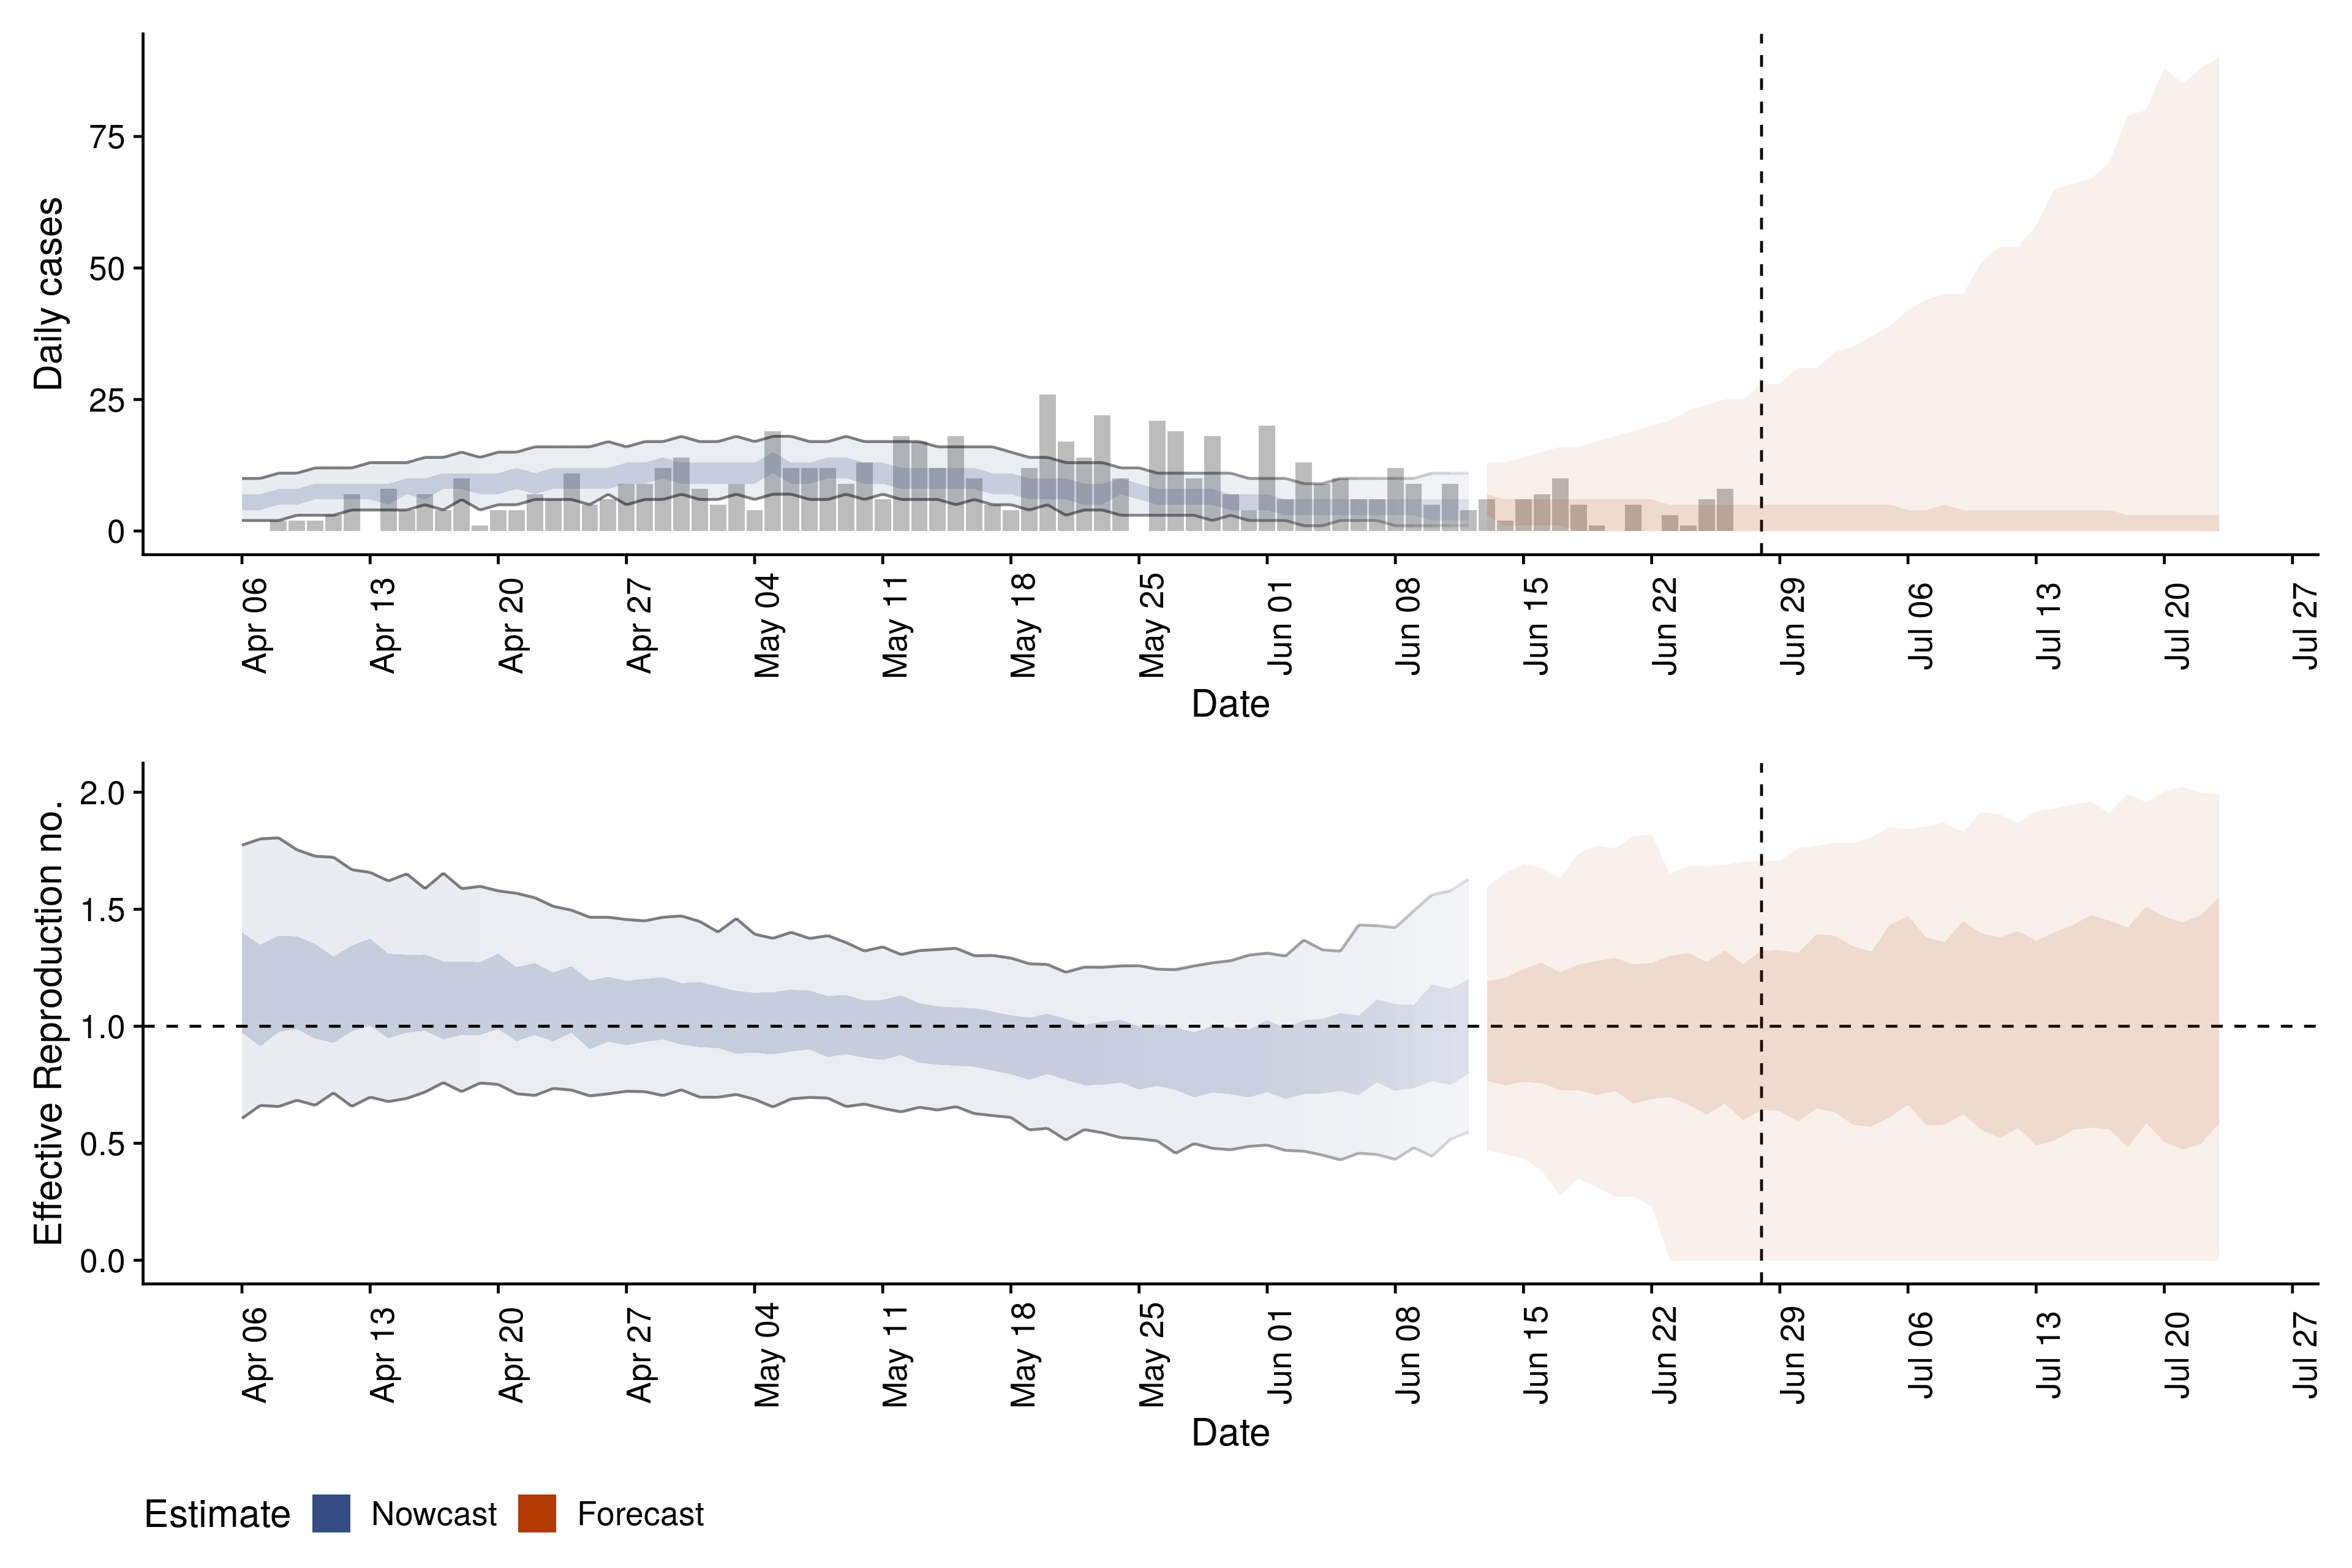 Daily cases
75
50
25
0
Apr 06
Apr 13
Apr 20
Apr 27
May 04
May 11
May 18
May 25
Jun 01
Jun 08
Jun 15
Jun 22
Jun 29
Jul 06
Jul 13
Jul 20
Jul 27
Date
Effective Reproduction no.
2.0
1.5
1.0
0.5
0.0
Apr 06
Apr 13
Apr 20
Apr 27
May 04
May 11
May 18
May 25
Jun 01
Jun 08
Jun 15
Jun 22
Jun 29
Jul 06
Jul 13
Jul 20
Jul 27
Date
Estimate Nowcast Forecast